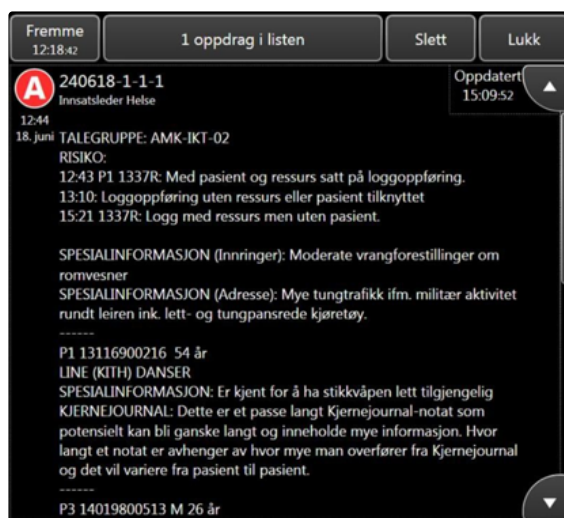 Fremme
12:18:42
1 oppdrag i listen
Slett
Lukk
A
240618-1-1-1
Innsatsleder Helse
Oppdatert
15:09:52
12:44
18. juni
TALEGRUPPE: AMK-IKT-02
RISIKO:
12:43 P1 1337R: Med pasient og ressurs satt på loggoppføring.
13:10: Loggoppføring uten ressurs eller pasient tilknyttet
15:21 1337R: Logg med ressurs men uten pasient.
SPESIALINFORMASJON (Innringer): Moderate vrangforestillinger om
romvesner
SPESIALINFORMASJON (Adresse): Mye tungtrafikk ifm. militær aktivitet
rundt leiren ink. lett- og tungpansrede kjøretøy.
------
P1 13116900216 54 år
LINE (KITH) DANSER
SPESIALINFORMASJON: Er kjent for å ha stikkvåpen lett tilgjengelig
KJERNEJOURNAL: Dette er et passe langt Kjernejournal-notat som
potensielt kan bli ganske langt og inneholde mye informasjon. Hvor
langt et notat er avhenger av hvor mye man overfører fra Kjernejournal
og det vil variere fra pasient til pasient.
------
P3 14019800513 M 26 år